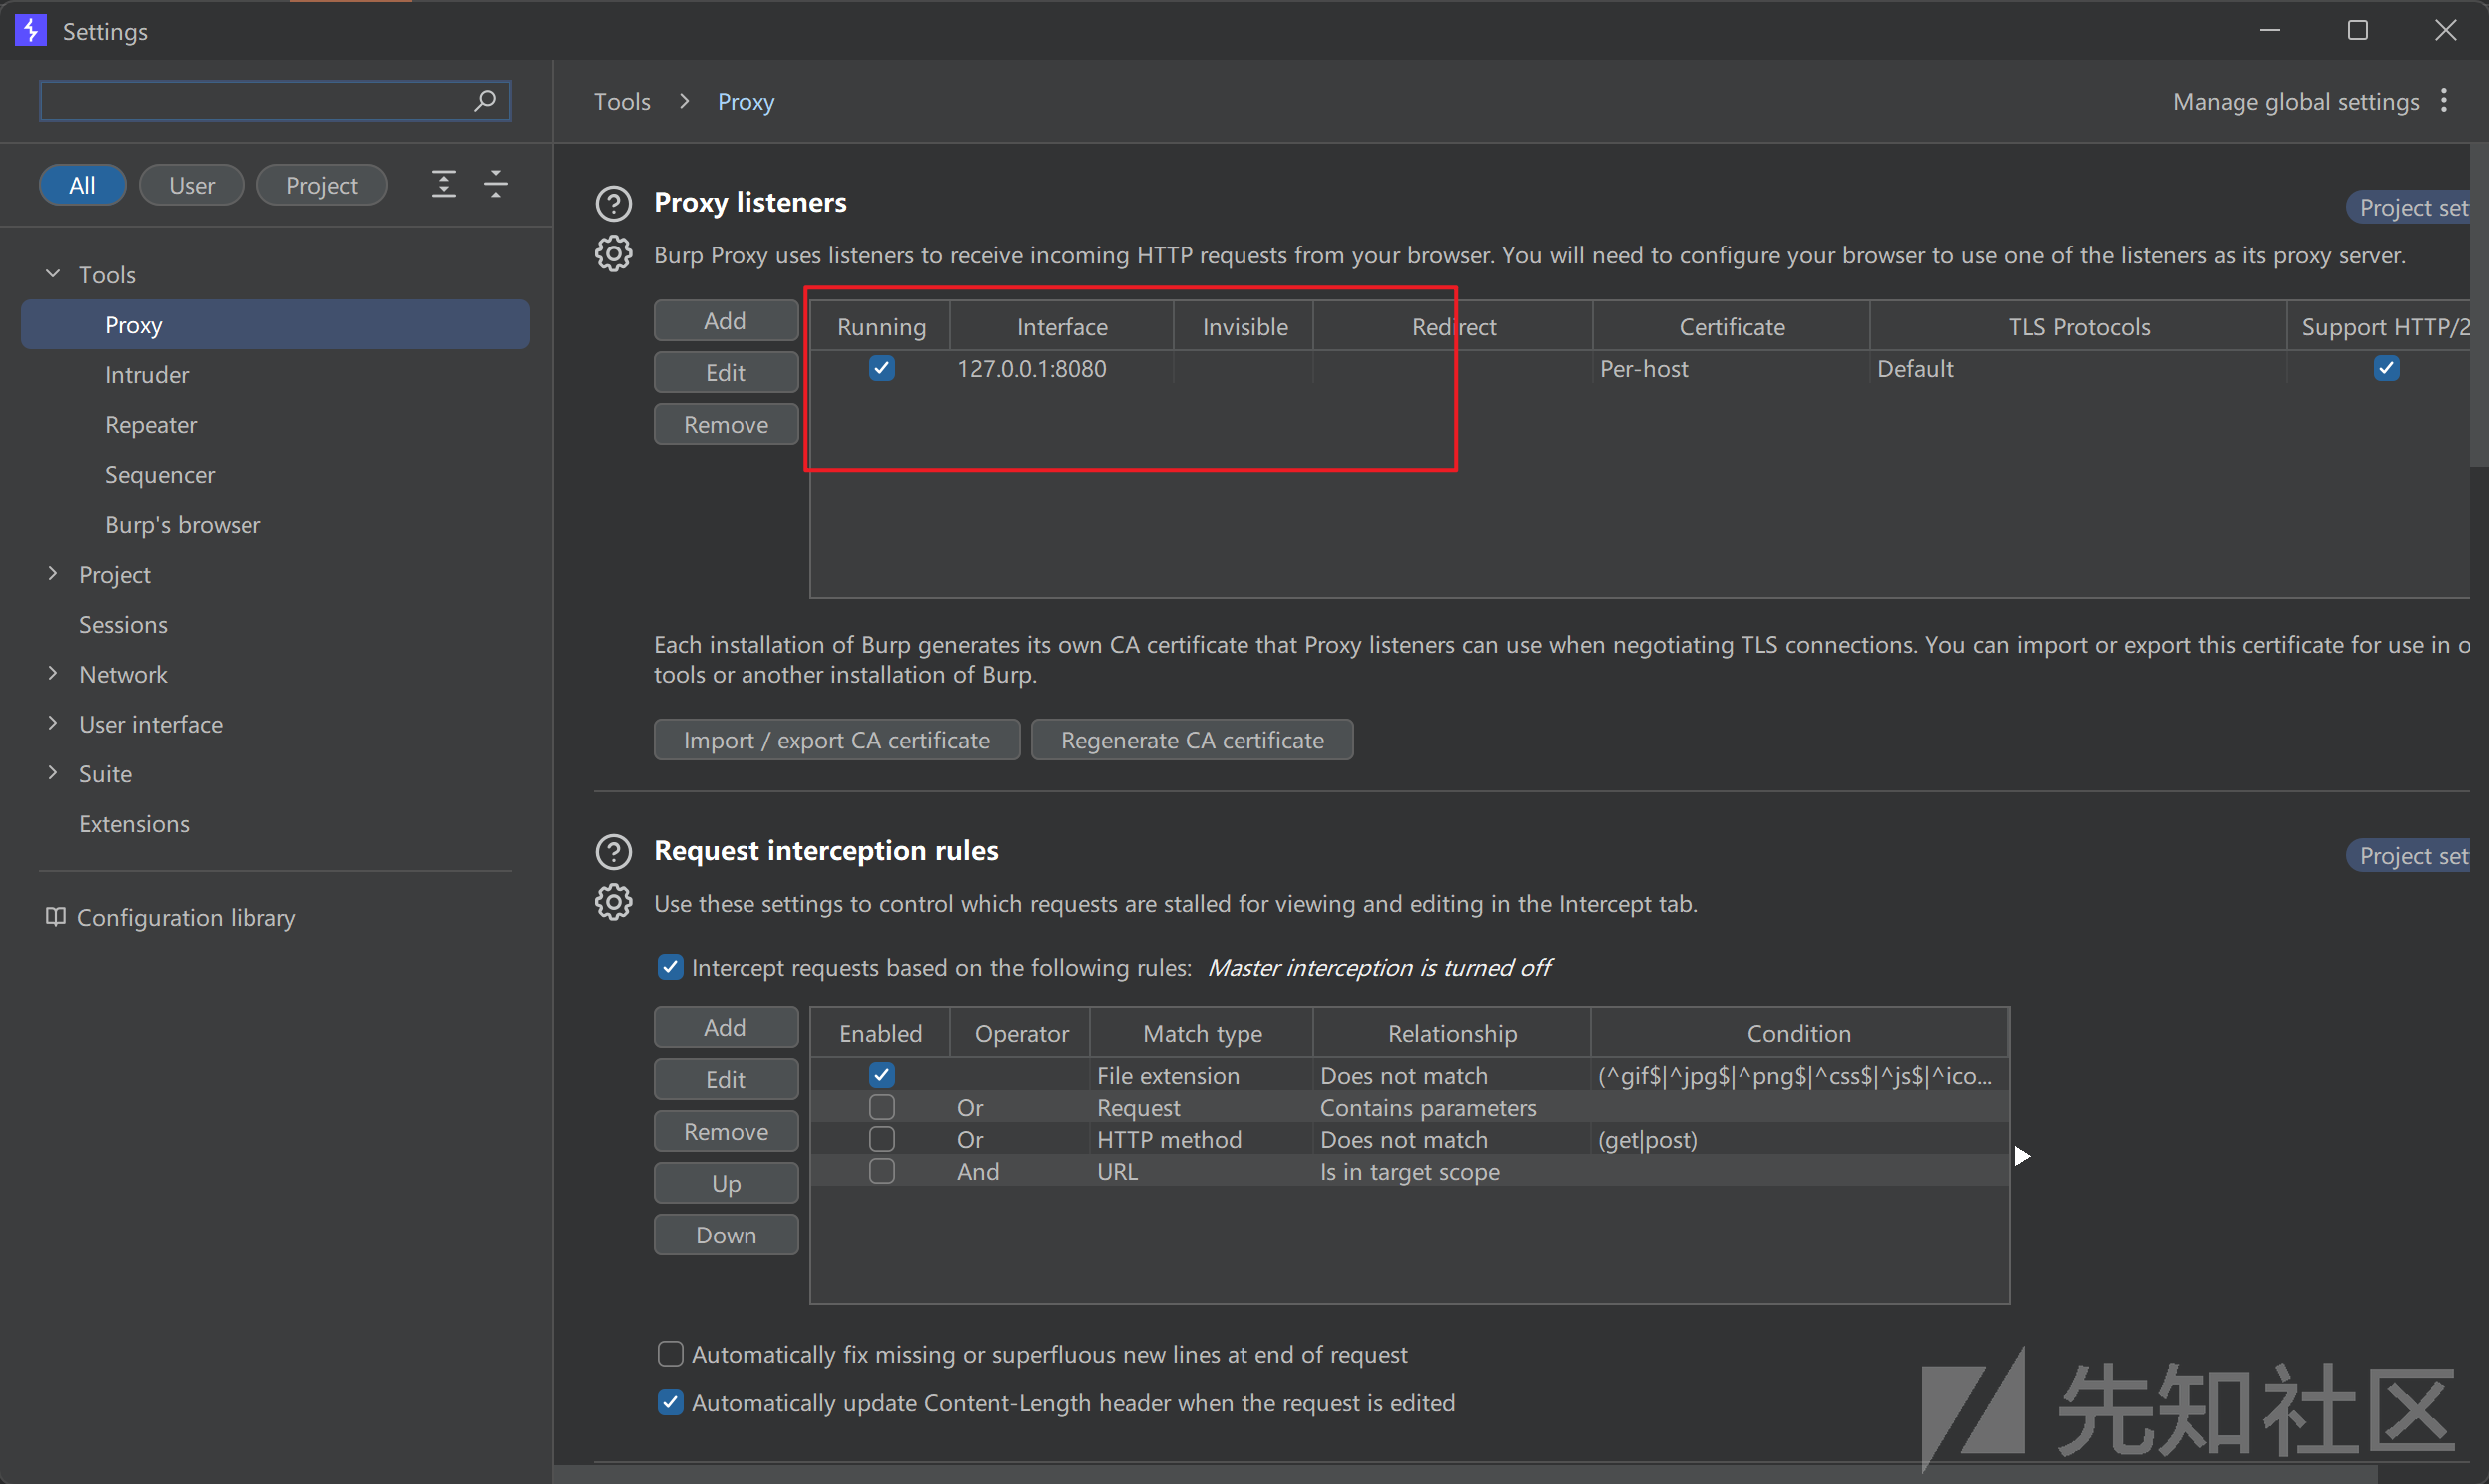 Settings
Tools > Proxy
Manage global settings
All
User
Project
Tools
Proxy
Intruder
Repeater
Sequencer
Burp's browser
Project
Sessions
Network
User interface
Suite
Extensions
Configuration library
Proxy listeners
Project set
Burp Proxy uses listeners to receive incoming HTTP requests from your browser. You will need to configure your browser to use one of the listeners as its proxy server.
Add
Edit
Remove
Running Interface Invisible Redirect Certificate TLS Protocols Support HTTP/2
127.0.0.1:8080 Per-host Default
Each installation of Burp generates its own CA certificate that Proxy listeners can use when negotiating TLS connections. You can import or export this certificate for use in o
tools or another installation of Burp.
Import / export CA certificate
Regenerate CA certificate
Request interception rules
Project set
Use these settings to control which requests are stalled for viewing and editing in the Intercept tab.
Intercept requests based on the following rules: Master interception is turned off
Add
Edit
Remove
Up
Down
Enabled Operator Match type Relationship Condition
File extension Does not match (^gif$|^jpg$|^png$|^css$|^js$|^ico...
Or Request Contains parameters
Or HTTP method Does not match (get|post)
And URL Is in target scope
Automatically fix missing or superfluous new lines at end of request
Automatically update Content-Length header when the request is edited
先知社区